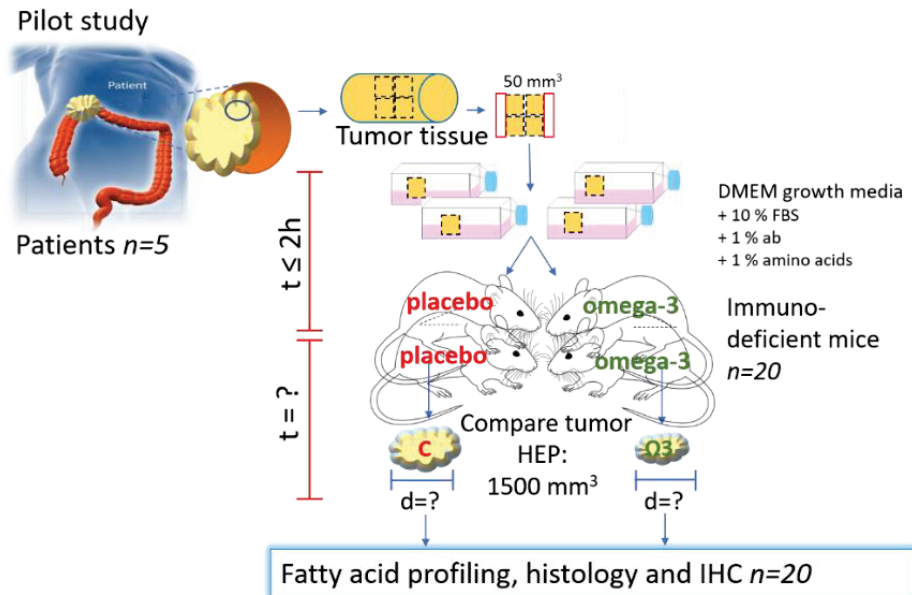 Pilot study
Patient
50 mm³
Tumor tissue
DMEM growth media
+ 10 % FBS
+ 1 % ab
+ 1 % amino acids
Patients n=5
t ≤ 2h
placebo
omega-3
Immuno-
deficient mice
n=20
placebo
omega-3
t = ?
Compare tumor
HEP:
1500 mm³
C
Ω3
d=?
d=?
Fatty acid profiling, histology and IHC n=20